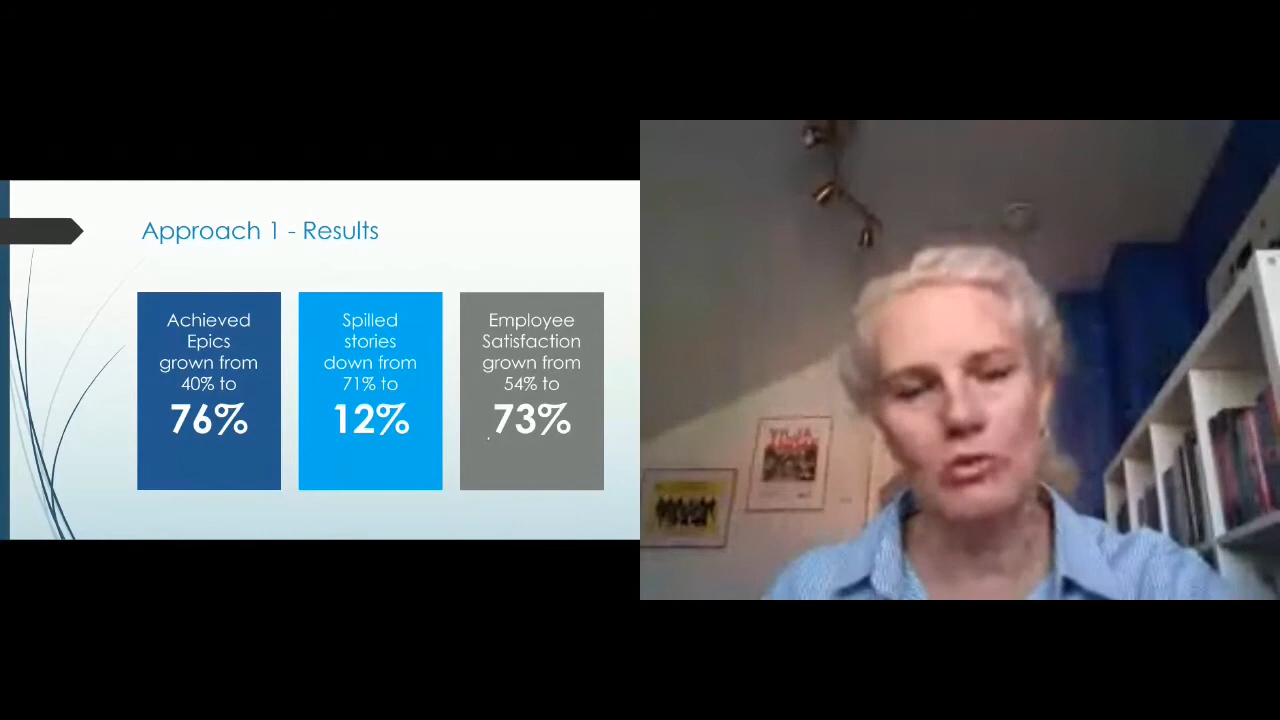 Approach 1 - Results
Achieved
Epics
grown from
40% to
76%
Spilled
stories
down from
71% to
12%
Employee
Satisfaction
grown from
54% to
73%